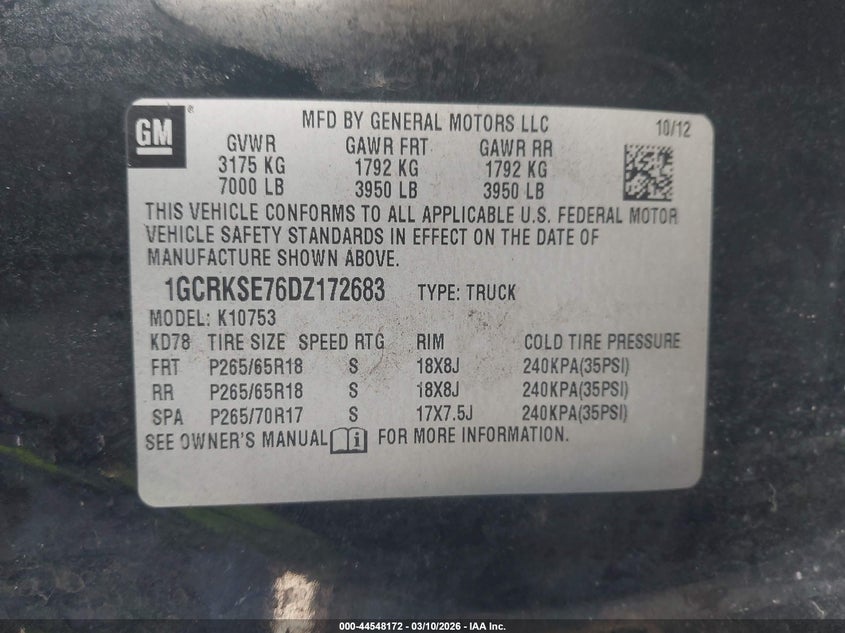 GM ®
MFD BY GENERAL MOTORS LLC 10/12
GVWR GAWR FRT GAWR RR
3175 KG 1792 KG 1792 KG
7000 LB 3950 LB 3950 LB
THIS VEHICLE CONFORMS TO ALL APPLICABLE U.S. FEDERAL MOTOR
VEHICLE SAFETY STANDARDS IN EFFECT ON THE DATE OF
MANUFACTURE SHOWN ABOVE.
1GCRKSE76DZ172683 TYPE: TRUCK
MODEL: K10753
KD78 TIRE SIZE SPEED RTG RIM COLD TIRE PRESSURE
FRT P265/65R18 S 18X8J 240KPA(35PSI)
RR P265/65R18 S 18X8J 240KPA(35PSI)
SPA P265/70R17 S 17X7.5J 240KPA(35PSI)
SEE OWNER'S MANUAL i FOR MORE INFORMATION.
000-44548172 — 03/10/2026 — IAA Inc.